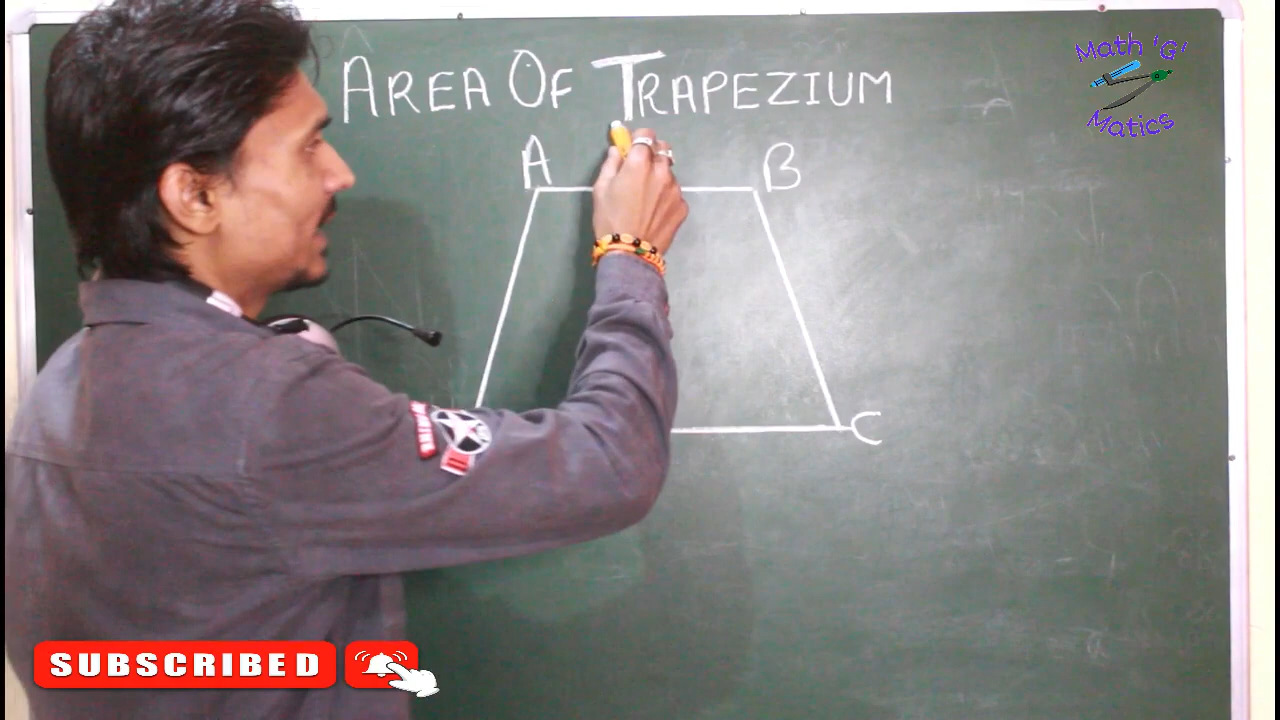 AREA OF TRAPEZIUM
A B
C
Math 'G'
Matics
SUBSCRIBED